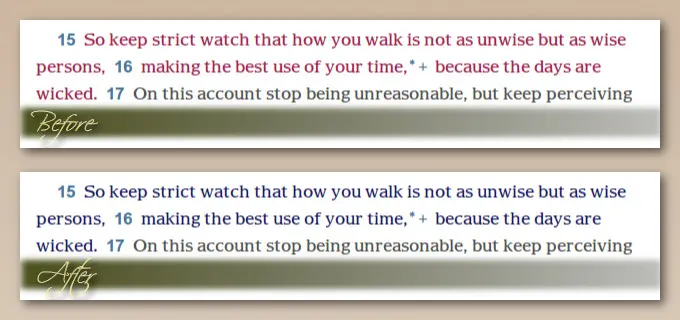 15 So keep strict watch that how you walk is not as unwise but as wise
persons, 16 making the best use of your time,*+ because the days are
wicked. 17 On this account stop being unreasonable, but keep perceiving
Before
15 So keep strict watch that how you walk is not as unwise but as wise
persons, 16 making the best use of your time,*+ because the days are
wicked. 17 On this account stop being unreasonable, but keep perceiving
After